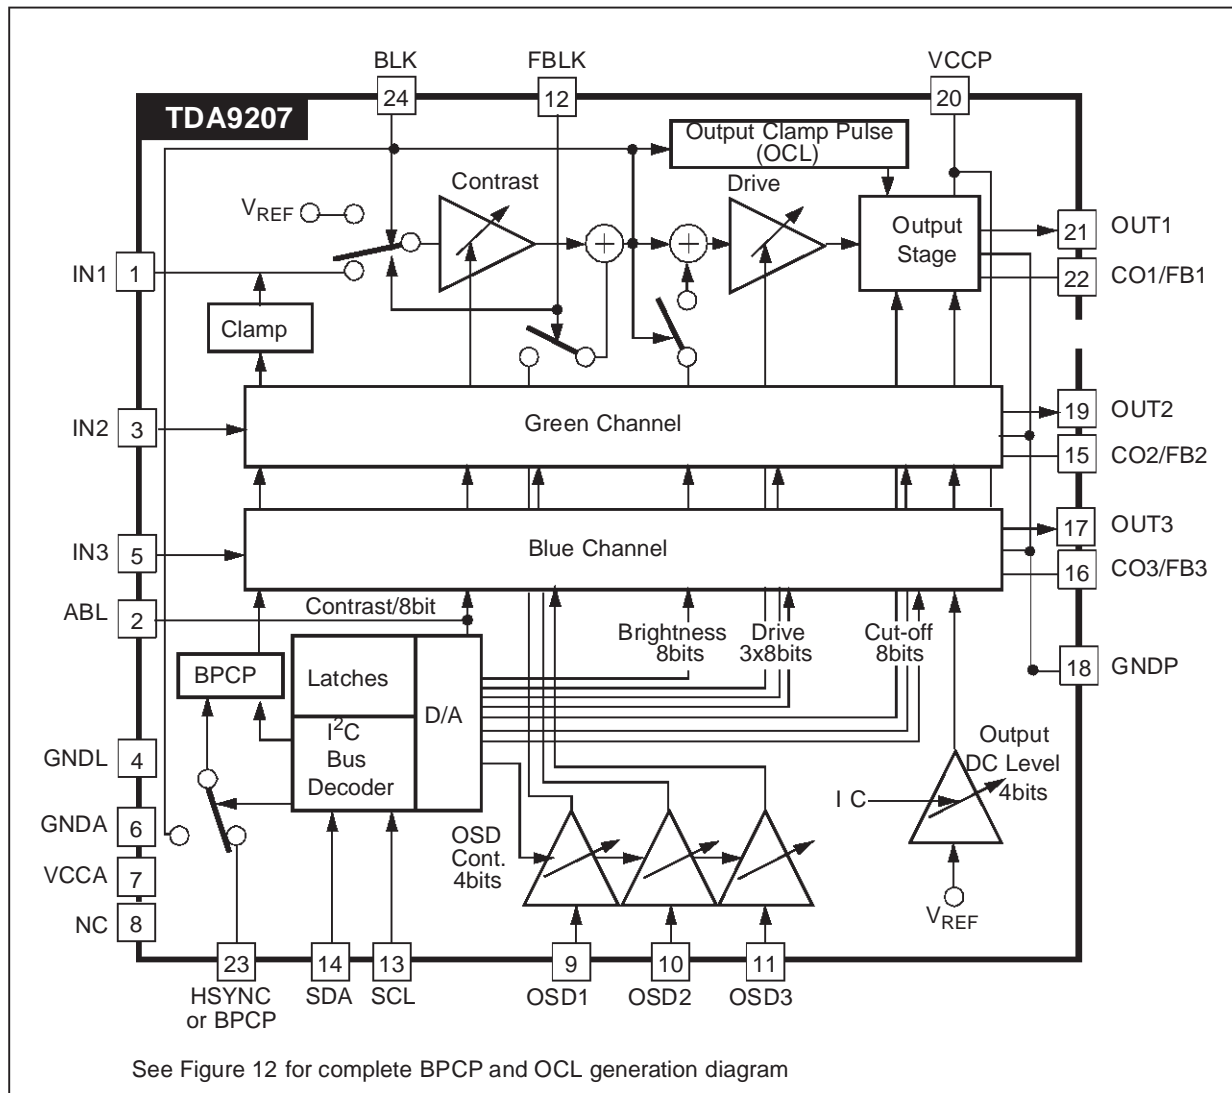 BLK
FBLK
VCCP
24
12
20
TDA9207
Output Clamp Pulse
(OCL)
Contrast
Drive
VREF
+
+
Output
Stage
21
OUT1
IN1
1
22
CO1/FB1
Clamp
IN2
3
Green Channel
19
OUT2
15
CO2/FB2
IN3
5
Blue Channel
17
OUT3
16
CO3/FB3
ABL
2
Contrast/8bit
Brightness
8bits
Drive
3x8bits
Cut-off
8bits
18
GNDP
BPCP
Latches
D/A
I2C
Bus
Decoder
GNDL
4
Output
DC Level
4bits
I C
GNDA
6
OSD
Cont.
4bits
VCCA
7
NC
8
VREF
23
14
13
9
10
11
HSYNC
or BPCP
SDA
SCL
OSD1
OSD2
OSD3
See Figure 12 for complete BPCP and OCL generation diagram